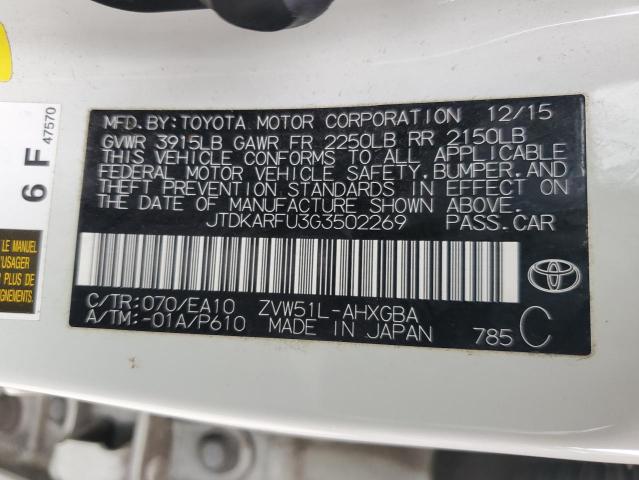 MFD.BY:TOYOTA MOTOR CORPORATION 12/15
GVWR 3915LB GAWR FR 2250LB RR 2150LB
THIS VEHICLE CONFORMS TO ALL APPLICABLE
FEDERAL MOTOR VEHICLE SAFETY.BUMPER.AND
THEFT PREVENTION STANDARDS IN EFFECT ON
THE DATE OF MANUFACTURE SHOWN ABOVE.
JTDKARFU3G3502269 PASS.CAR
C/TR:070/EA10 ZVW51L-AHXGBA
A/TM:-01A/P610 MADE IN JAPAN 785 C
6 F 47570
LE MANUEL
USAGER
PLUS DE
IGNEMENTS.